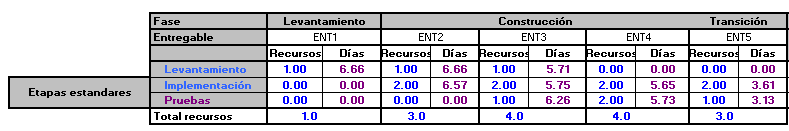 Fase Levantamiento Construcción Transición
Entregable ENT1 ENT2 ENT3 ENT4 ENT5
Recursos Días Recursos Días Recursos Días Recursos Días Recursos Días
Levantamiento 1.00 6.66 1.00 6.66 1.00 5.71 0.00 0.00 0.00 0.00
Etapas estandares Implementación 0.00 0.00 2.00 6.57 2.00 5.75 2.00 5.65 2.00 3.61
Pruebas 0.00 0.00 0.00 0.00 1.00 6.26 2.00 5.73 1.00 3.13
Total recursos 1.0 3.0 4.0 4.0 3.0